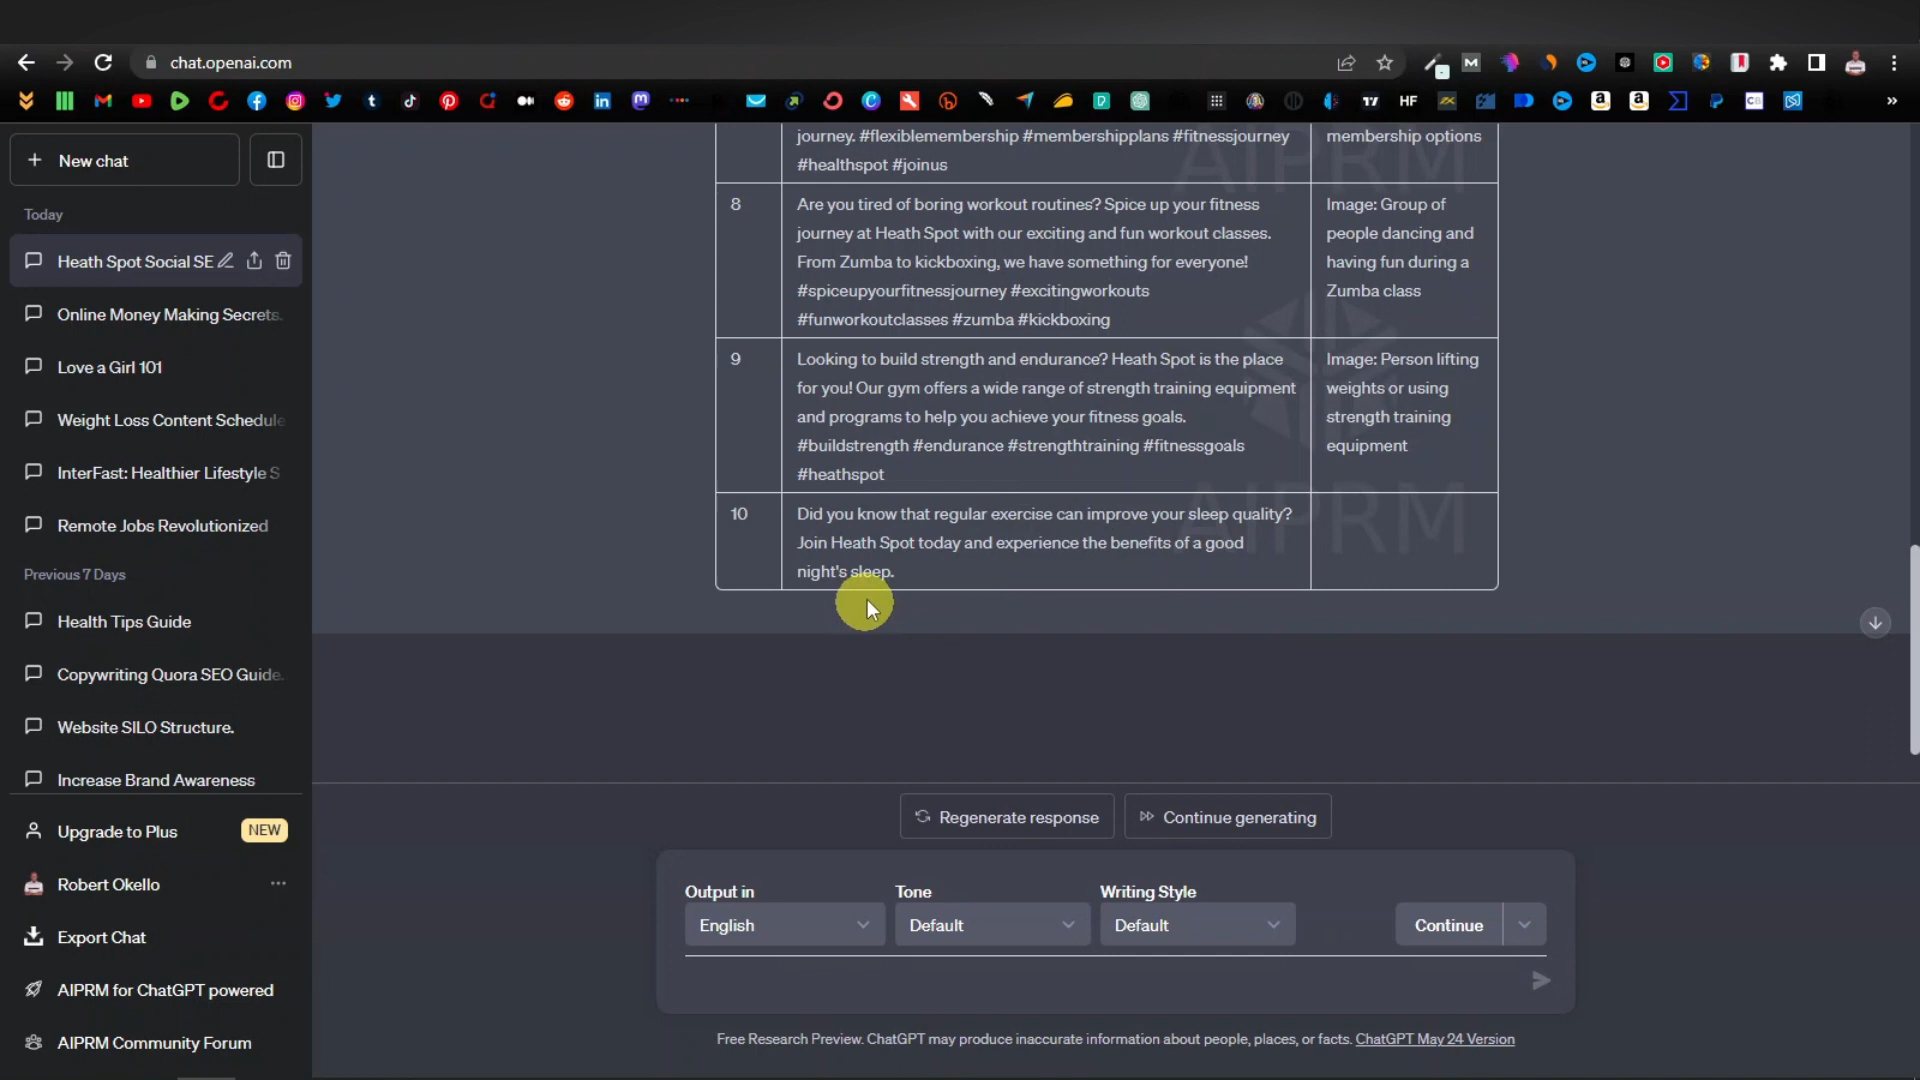 chat.openai.com
M
HF
CB
New chat
Today
Heath Spot Social SE
Online Money Making Secrets.
Love a Girl 101
Weight Loss Content Schedule
InterFast: Healthier Lifestyle S
Remote Jobs Revolutionized
Previous 7 Days
Health Tips Guide
Copywriting Quora SEO Guide.
Website SILO Structure.
Increase Brand Awareness
Upgrade to Plus NEW
Robert Okello
Export Chat
AIPRM for ChatGPT powered
AIPRM Community Forum
journey. #flexiblemembership #membershipplans #fitnessjourney
#healthspot #joinus
membership options
8
Are you tired of boring workout routines? Spice up your fitness
journey at Heath Spot with our exciting and fun workout classes.
From Zumba to kickboxing, we have something for everyone!
#spiceupyourfitnessjourney #excitingworkouts
#funworkoutclasses #zumba #kickboxing
Image: Group of
people dancing and
having fun during a
Zumba class
9
Looking to build strength and endurance? Heath Spot is the place
for you! Our gym offers a wide range of strength training equipment
and programs to help you achieve your fitness goals.
#buildstrength #endurance #strengthtraining #fitnessgoals
#heathspot
Image: Person lifting
weights or using
strength training
equipment
10
Did you know that regular exercise can improve your sleep quality?
Join Heath Spot today and experience the benefits of a good
night's sleep.
AIPRM
AIPRM
Regenerate response
Continue generating
Output in
English
Tone
Default
Writing Style
Default
Continue
Free Research Preview. ChatGPT may produce inaccurate information about people, places, or facts. ChatGPT May 24 Version